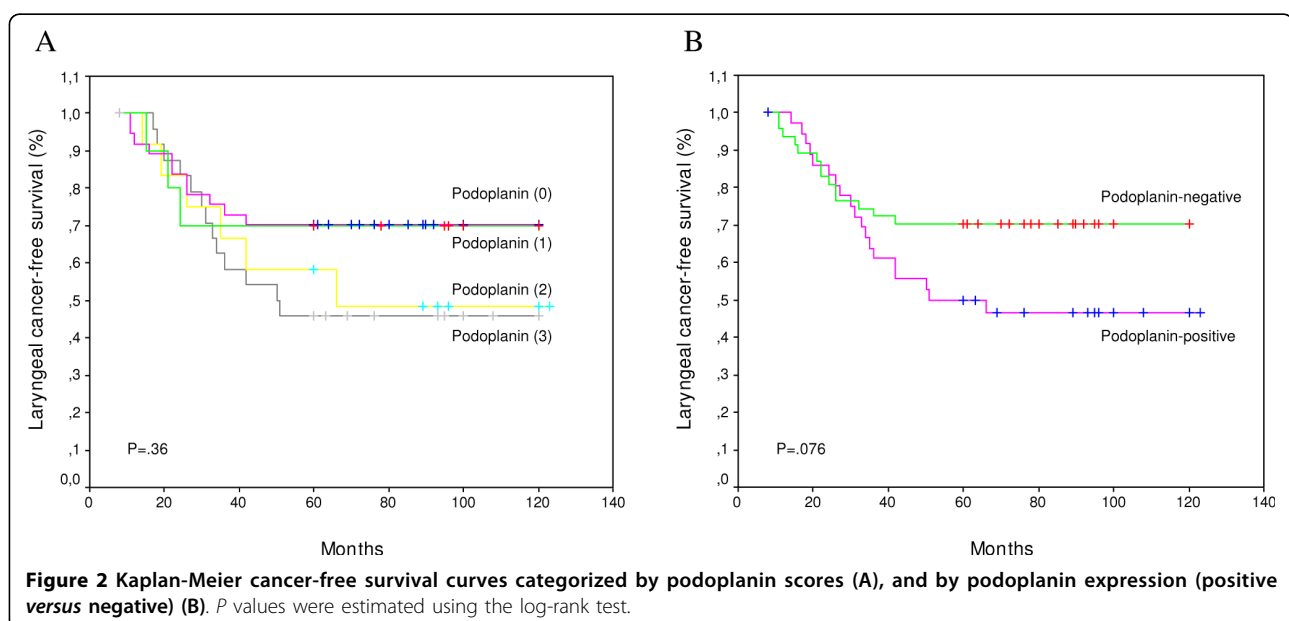 A
Laryngeal cancer-free survival (%)
1,1
1,0
,9
,8
,7
,6
,5
,4
,3
,2
,1
0,0
Podoplanin (0)
Podoplanin (1)
Podoplanin (2)
Podoplanin (3)
P=.36
0 20 40 60 80 100 120 140
Months
B
Laryngeal cancer-free survival (%)
1,1
1,0
,9
,8
,7
,6
,5
,4
,3
,2
,1
,0
Podoplanin-negative
Podoplanin-positive
P=.076
0 20 40 60 80 100 120 140
Months
Figure 2 Kaplan-Meier cancer-free survival curves categorized by podoplanin scores (A), and by podoplanin expression (positive
versus negative) (B). P values were estimated using the log-rank test.